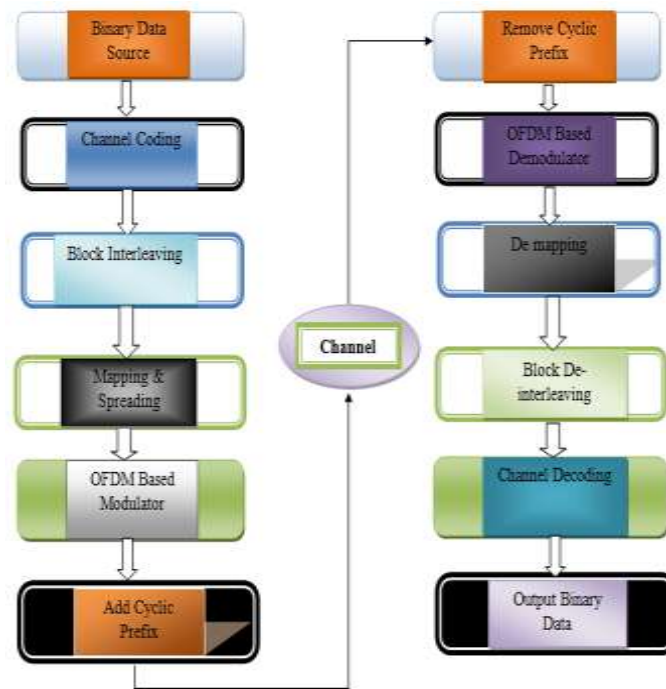 Binary Data
Source
Channel Coding
Block Interleaving
Mapping &
Spreading
OFDM Based
Modulator
Add Cyclic
Prefix
Channel
Remove Cyclic
Prefix
OFDM Based
Demodulator
De mapping
Block De-
interleaving
Channel Decoding
Output Binary
Data